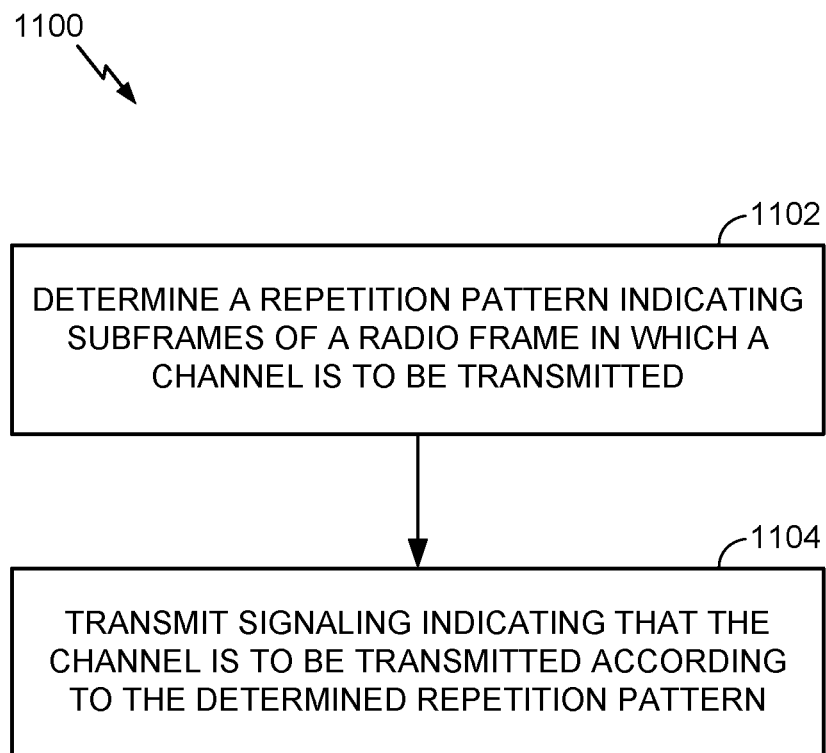 1100
1102
DETERMINE A REPETITION PATTERN INDICATING
SUBFRAMES OF A RADIO FRAME IN WHICH A
CHANNEL IS TO BE TRANSMITTED
1104
TRANSMIT SIGNALING INDICATING THAT THE
CHANNEL IS TO BE TRANSMITTED ACCORDING
TO THE DETERMINED REPETITION PATTERN